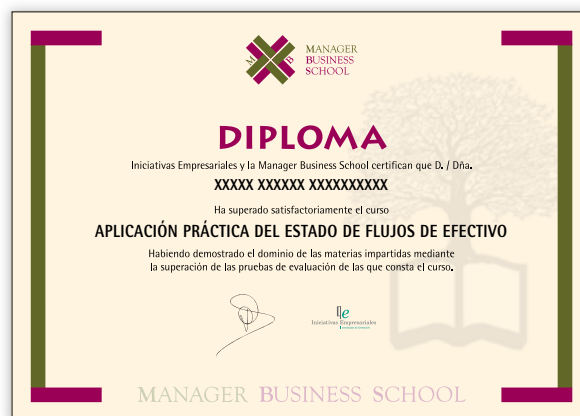 M B
MANAGER
BUSINESS
SCHOOL
DIPLOMA
Iniciativas Empresariales y la Manager Business School certifican que D. / Dña.
XXXXX XXXXXX XXXXXXXXXX
Ha superado satisfactoriamente el curso
APLICACIÓN PRÁCTICA DEL ESTADO DE FLUJOS DE EFECTIVO
Habiendo demostrado el dominio de las materias impartidas mediante
la superación de las pruebas de evaluación de las que consta el curso.
Ile
Iniciativas Empresariales
MANAGER BUSINESS SCHOOL